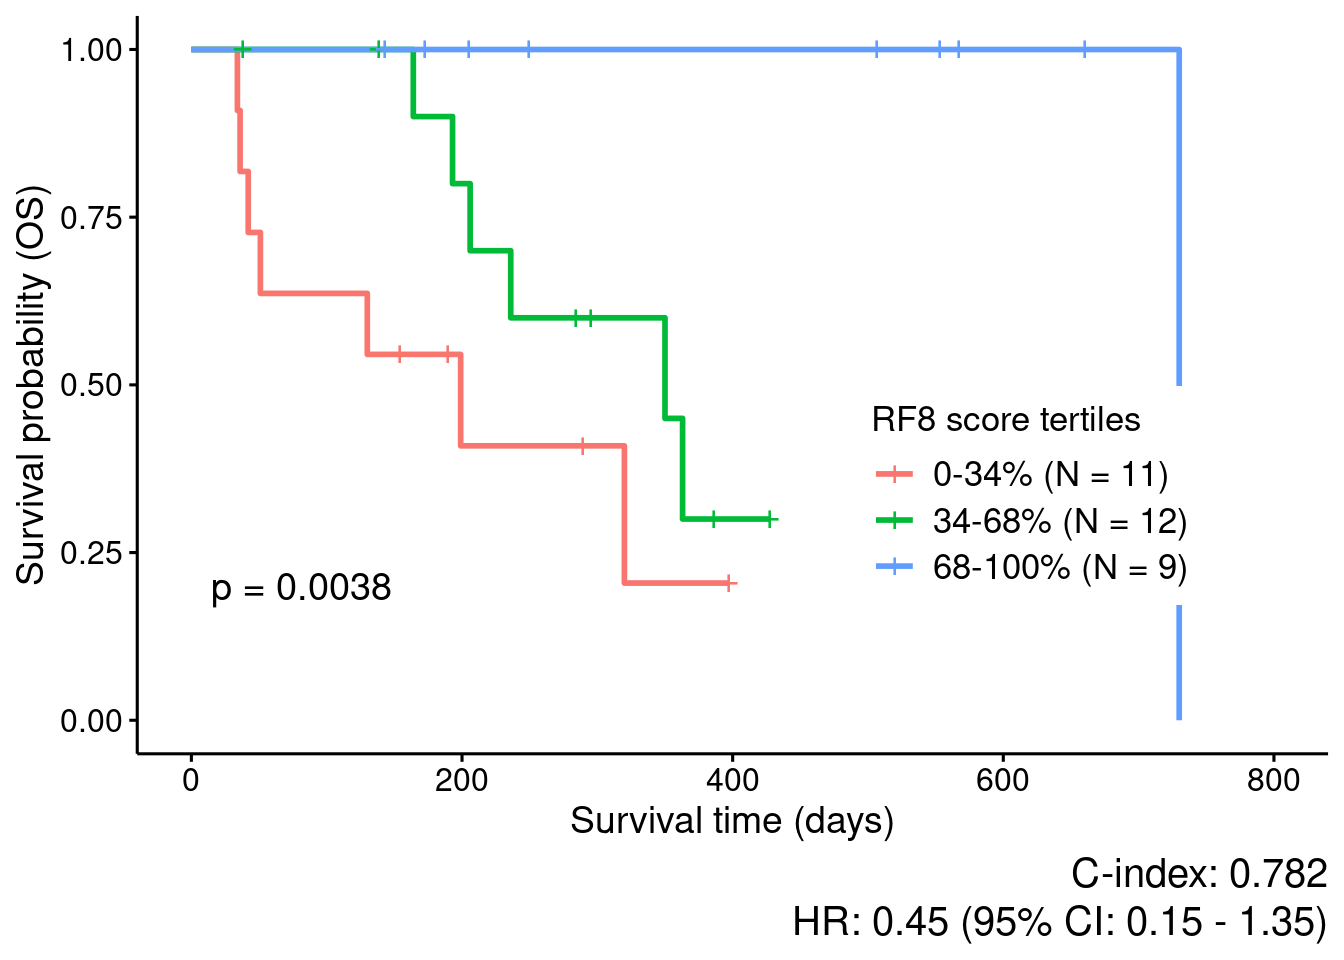 Survival probability (OS)
1.00
0.75
0.50
0.25
0.00
p = 0.0038
RF8 score tertiles
0-34% (N = 11)
34-68% (N = 12)
68-100% (N = 9)
0 200 400 600 800
Survival time (days)
C-index: 0.782
HR: 0.45 (95% CI: 0.15 - 1.35)